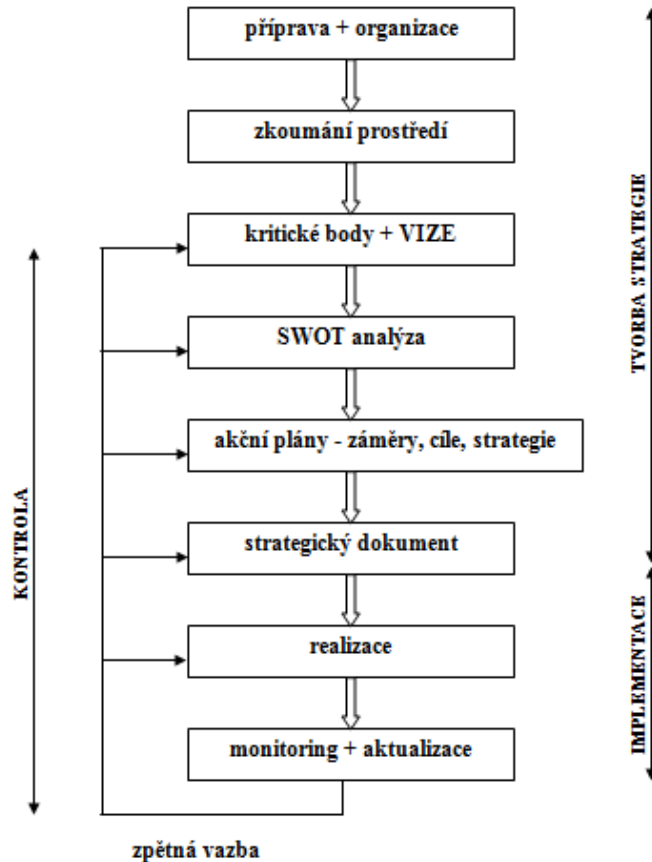 příprava + organizace
zkoumání prostředí
kritické body + VIZE
SWOT analýza
akční plány - záměry, cíle, strategie
strategický dokument
realizace
monitoring + aktualizace
zpětná vazba
KONTROLA
TVORBA STRATEGIE
IMPLEMENTACE